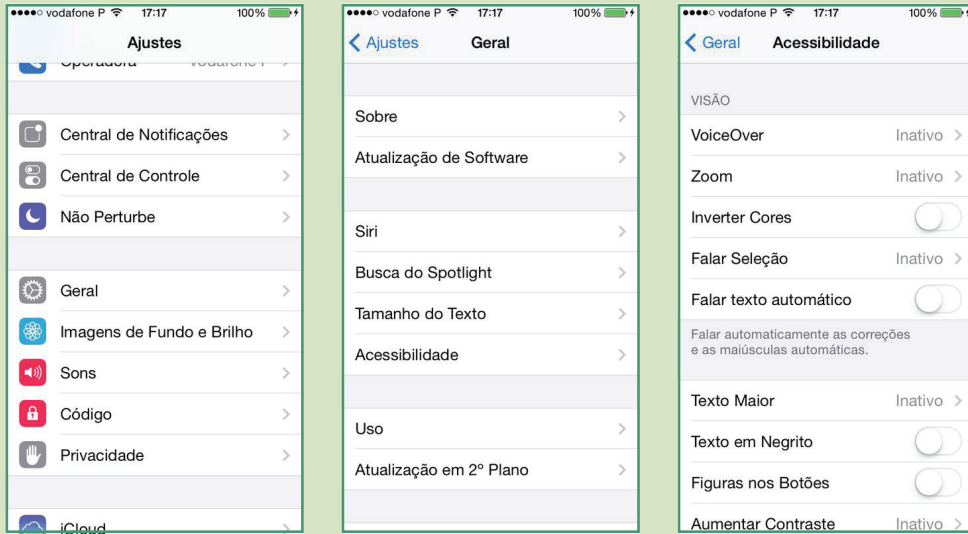 vodafone P 17:17 100%
Ajustes
Operadora vodafone P
Central de Notificações
Central de Controle
Não Perturbe
Geral
Imagens de Fundo e Brilho
Sons
Código
Privacidade
iCloud
vodafone P 17:17 100%
Ajustes Geral
Sobre
Atualização de Software
Siri
Busca do Spotlight
Tamanho do Texto
Acessibilidade
Uso
Atualização em 2º Plano
vodafone P 17:17 100%
Geral Acessibilidade
VISÃO
VoiceOver Inativo
Zoom Inativo
Inverter Cores
Falar Seleção Inativo
Falar texto automático
Falar automaticamente as correções
e as maiúsculas automáticas.
Texto Maior Inativo
Texto em Negrito
Figuras nos Botões
Aumentar Contraste Inativo